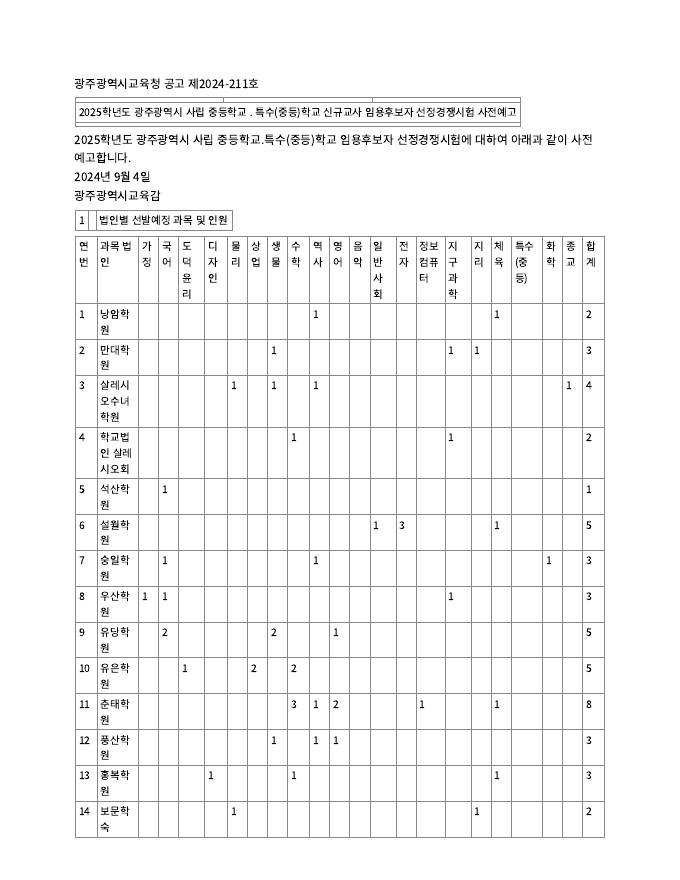 광주광역시교육청 공고 제2024-211호
2025학년도 광주광역시 사립 중등학교 . 특수(중등)학교 신규교사 임용후보자 선정경쟁시험 사전예고
2025학년도 광주광역시 사립 중등학교.특수(중등)학교 임용후보자 선정경쟁시험에 대하여 아래과 같이 사전
예고합니다.
2024년 9월 4일
광주광역시교육감
1 법인별 선발예정 과목 및 인원
연번 과목 법인 가정 국어 도덕윤리 디자인 물리 상업 생물 수학 역사 영어 음악 일반사회 전자 정보컴퓨터 지구과학 지리 체육 특수(중등) 화학 종교 합계
1 낭암학원 1 1 2
2 만대학원 1 1 1 3
3 살레시오수녀학원 1 1 1 1 4
4 학교법인 살레시오회 1 1 2
5 석산학원 1 1
6 설월학원 1 3 1 5
7 숭일학원 1 1 1 3
8 우산학원 1 1 1 3
9 유당학원 2 2 1 5
10 유은학원 1 2 2 5
11 춘태학원 3 1 2 1 1 8
12 풍산학원 1 1 1 3
13 홍복학원 1 1 1 3
14 보문학숙 1 1 2